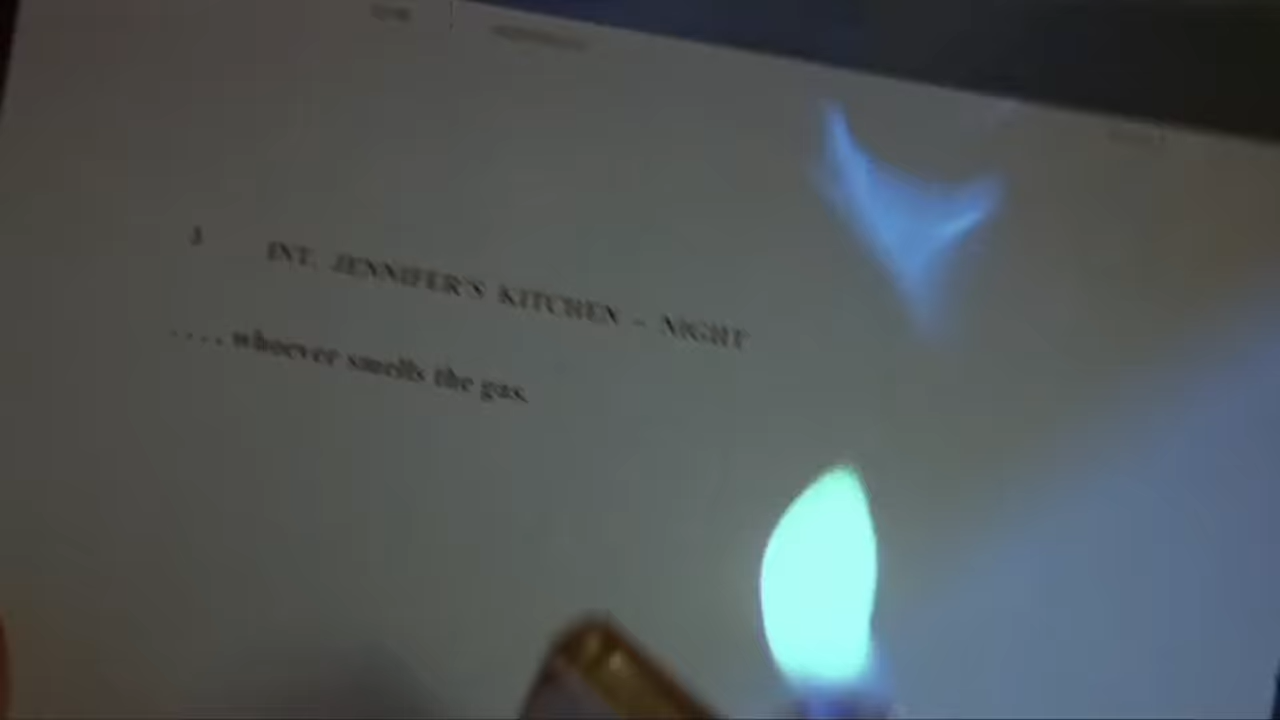 3 INT. JENNIFER'S KITCHEN – NIGHT
. . . . whoever smells the gas.